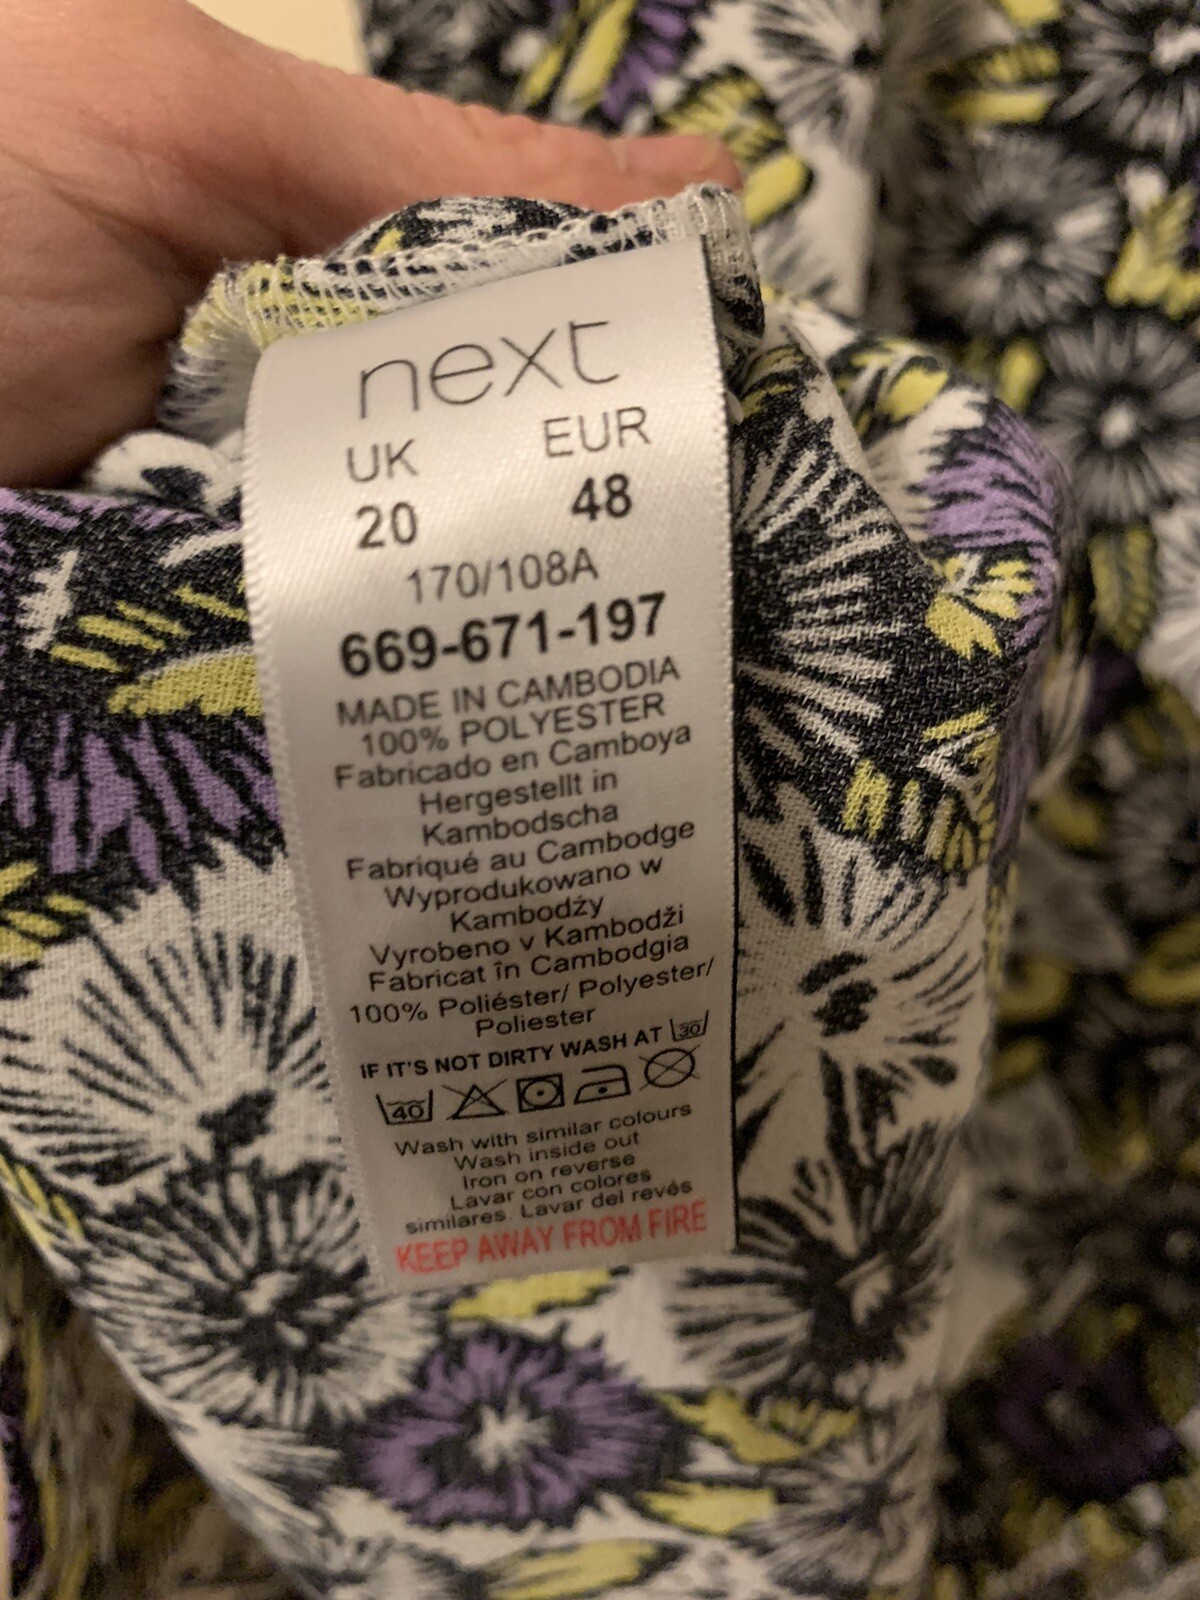 next
UK EUR
20 48
170/108A
669-671-197
MADE IN CAMBODIA
100% POLYESTER
Fabricado en Camboya
Hergestellt in
Kambodscha
Fabriqué au Cambodge
Wyprodukowano w
Kambodży
Vyrobeno v Kambodži
Fabricat în Cambodgia
100% Poliéster/ Polyester/
Poliester
IF IT'S NOT DIRTY WASH AT 30
40
Wash with similar colours
Wash inside out
Iron on reverse
Lavar con colores
similares. Lavar del revés
KEEP AWAY FROM FIRE